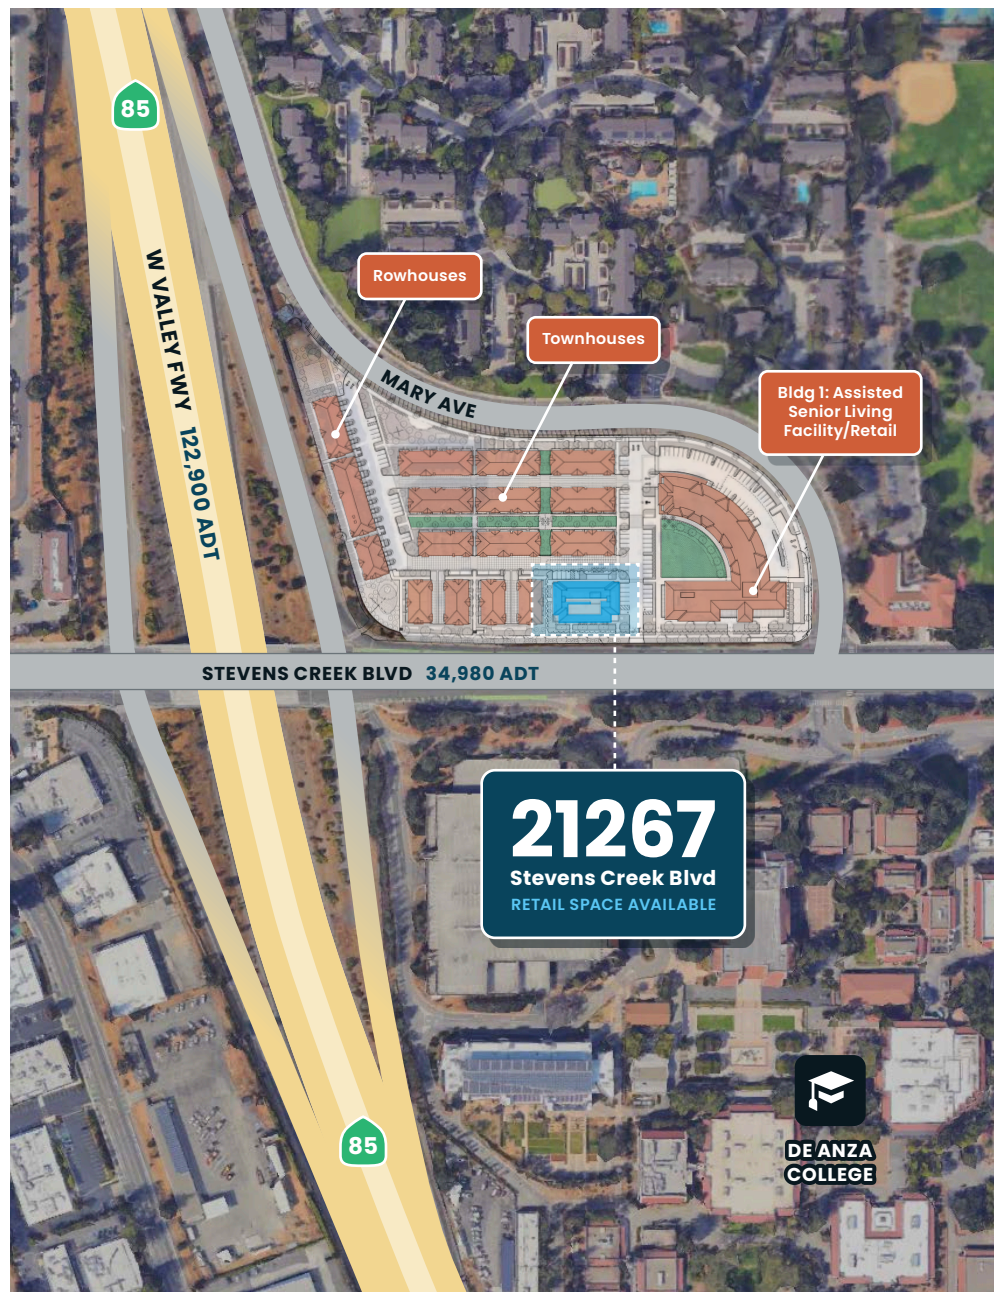 85
W VALLEY FWY 122,900 ADT
Rowhouses
Townhouses
MARY AVE
Bldg 1: Assisted
Senior Living
Facility/Retail
STEVENS CREEK BLVD 34,980 ADT
21267
Stevens Creek Blvd
RETAIL SPACE AVAILABLE
85
DE ANZA
COLLEGE